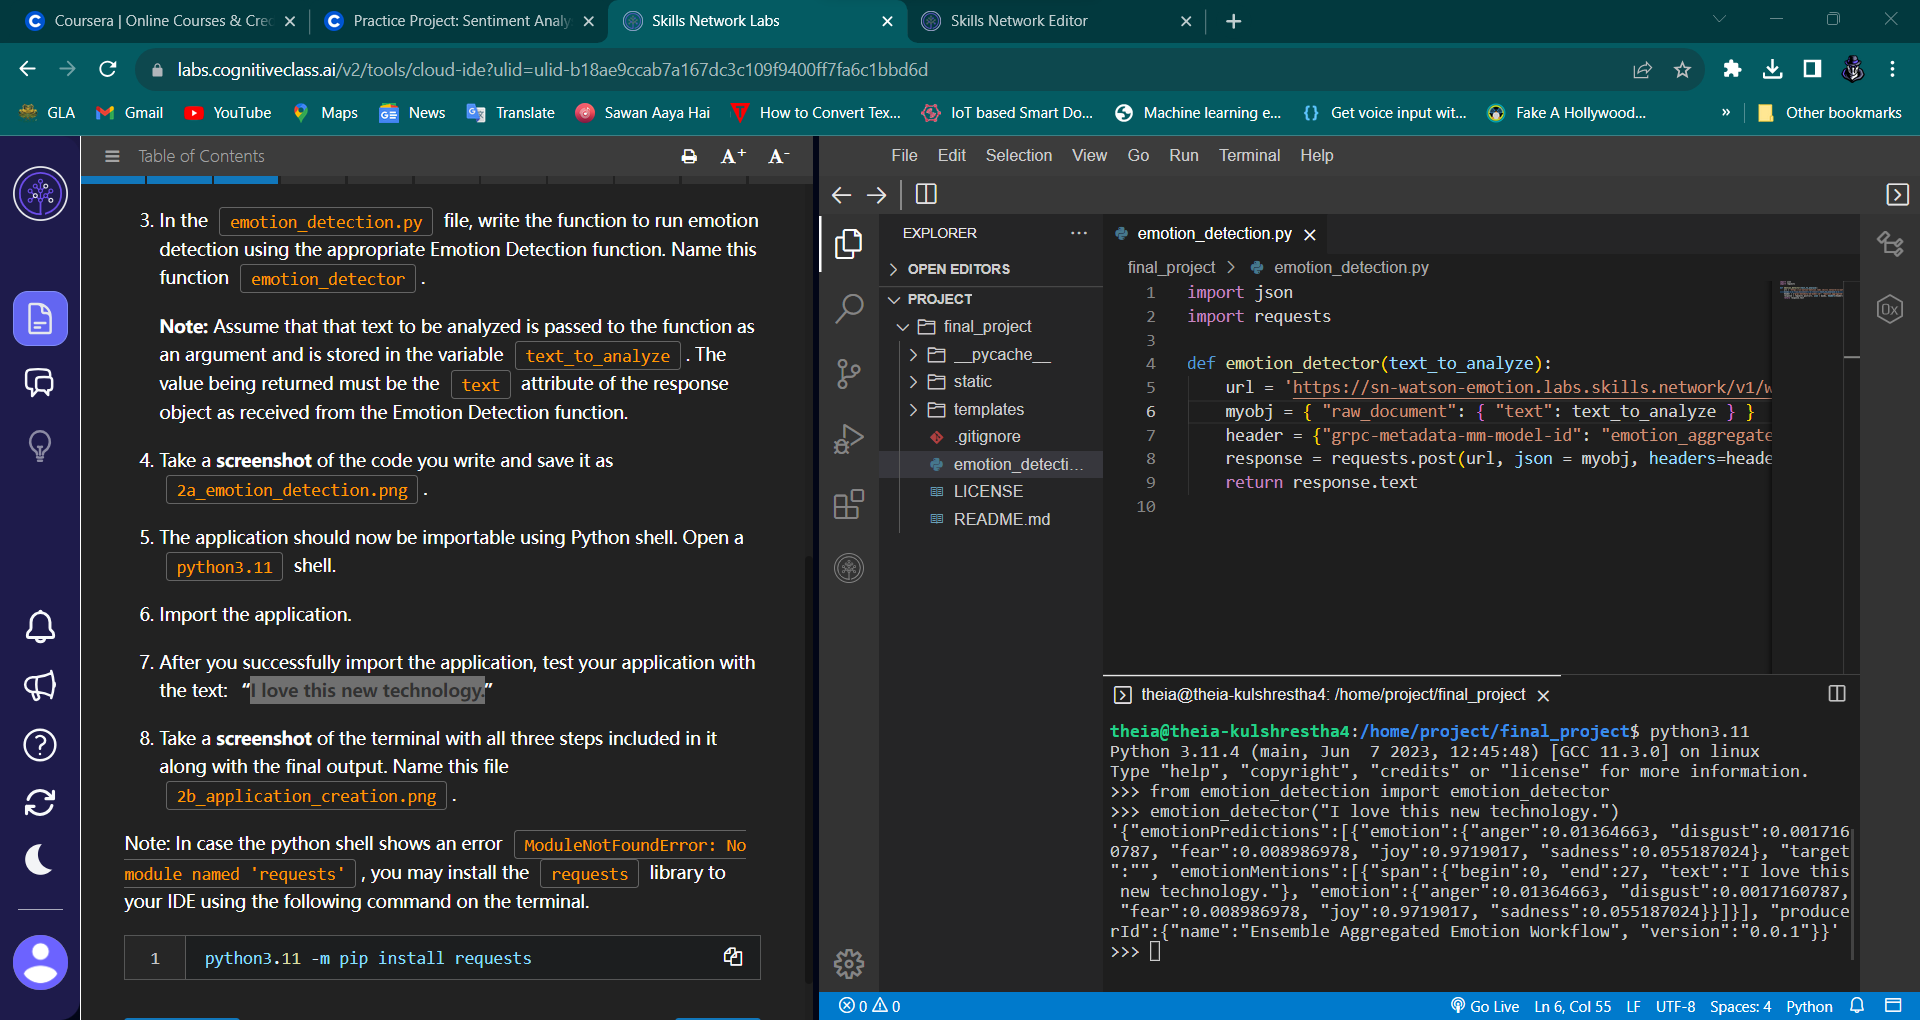 Coursera | Online Courses & Cre
Practice Project: Sentiment Analy
Skills Network Labs
Skills Network Editor
labs.cognitiveclass.ai/v2/tools/cloud-ide?ulid=ulid-b18ae9ccab7a167dc3c109f9400ff7fa6c1bbd6d
GLA
Gmail
YouTube
Maps
News
Translate
Sawan Aaya Hai
How to Convert Tex...
IoT based Smart Do...
Machine learning e...
Get voice input wit...
Fake A Hollywood...
»
Other bookmarks
Table of Contents
A+
A-
3. In the emotion_detection.py file, write the function to run emotion
detection using the appropriate Emotion Detection function. Name this
function emotion_detector .
Note: Assume that that text to be analyzed is passed to the function as
an argument and is stored in the variable text_to_analyze . The
value being returned must be the text attribute of the response
object as received from the Emotion Detection function.
4. Take a screenshot of the code you write and save it as
2a_emotion_detection.png .
5. The application should now be importable using Python shell. Open a
python3.11 shell.
6. Import the application.
7. After you successfully import the application, test your application with
the text: “I love this new technology.”
8. Take a screenshot of the terminal with all three steps included in it
along with the final output. Name this file
2b_application_creation.png .
Note: In case the python shell shows an error ModuleNotFoundError: No
module named 'requests' , you may install the requests library to
your IDE using the following command on the terminal.
1 python3.11 -m pip install requests
File Edit Selection View Go Run Terminal Help
EXPLORER ...
OPEN EDITORS
PROJECT
final_project
__pycache__
static
templates
.gitignore
emotion_detecti...
LICENSE
README.md
emotion_detection.py
final_project > emotion_detection.py
1 import json
2 import requests
3
4 def emotion_detector(text_to_analyze):
5 url = 'https://sn-watson-emotion.labs.skills.network/v1/w
6 myobj = { "raw_document": { "text": text_to_analyze } }
7 header = {"grpc-metadata-mm-model-id": "emotion_aggregate
8 response = requests.post(url, json = myobj, headers=heade
9 return response.text
10
0x
theia@theia-kulshrestha4: /home/project/final_project
theia@theia-kulshrestha4:/home/project/final_project$ python3.11
Python 3.11.4 (main, Jun  7 2023, 12:45:48) [GCC 11.3.0] on linux
Type "help", "copyright", "credits" or "license" for more information.
>>> from emotion_detection import emotion_detector
>>> emotion_detector("I love this new technology.")
'{"emotionPredictions":[{"emotion":{"anger":0.01364663, "disgust":0.001716
0787, "fear":0.008986978, "joy":0.9719017, "sadness":0.055187024}, "target
":"", "emotionMentions":[{"span":{"begin":0, "end":27, "text":"I love this
new technology."}, "emotion":{"anger":0.01364663, "disgust":0.0017160787,
"fear":0.008986978, "joy":0.9719017, "sadness":0.055187024}}]}], "produce
rId":{"name":"Ensemble Aggregated Emotion Workflow", "version":"0.0.1"}}'
>>>
0 0
Go Live Ln 6, Col 55 LF UTF-8 Spaces: 4 Python